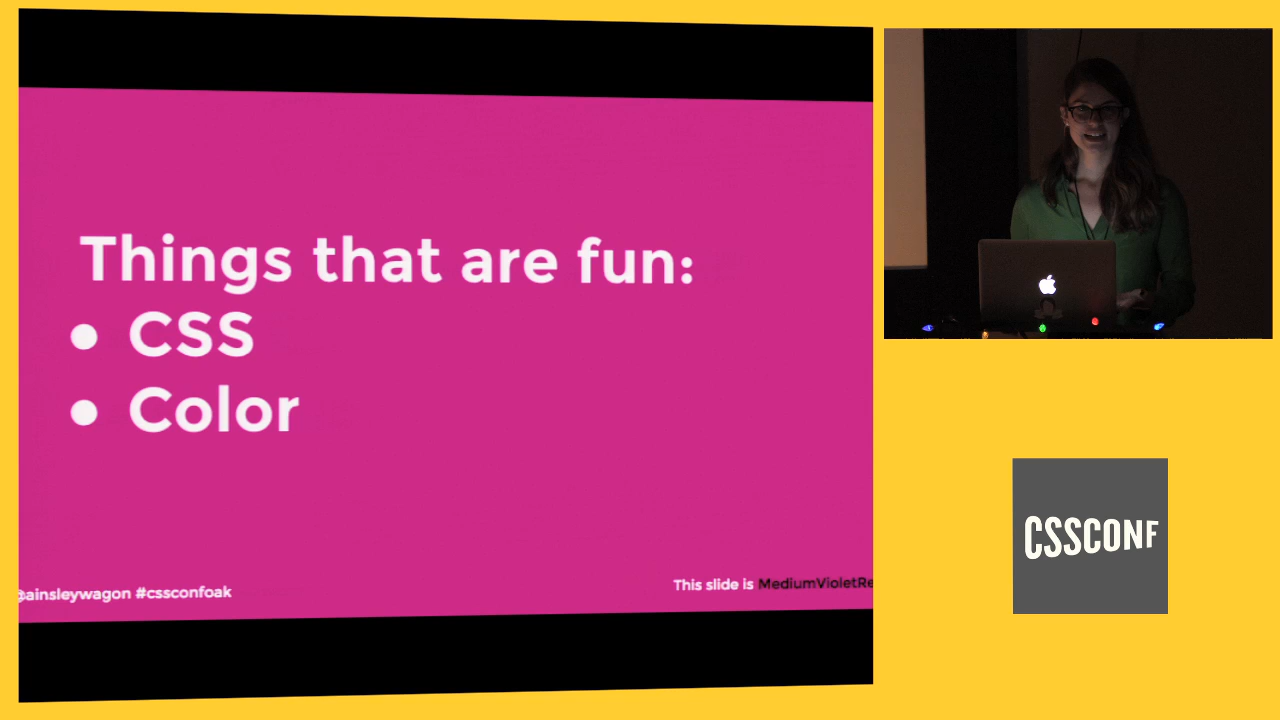 Things that are fun:
● CSS
● Color
@ainsleywagon #cssconfoak
This slide is MediumVioletRe
CSSCONF